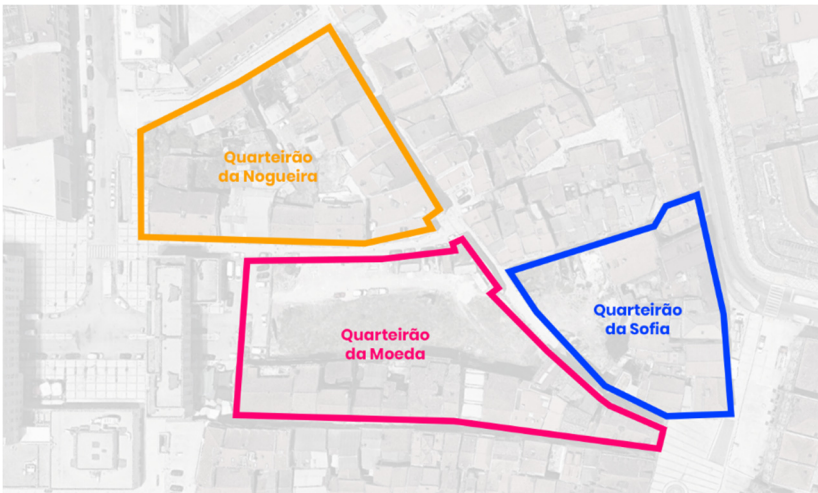 Quarteirão
da Nogueira
Quarteirão
da Sofia
Quarteirão
da Moeda